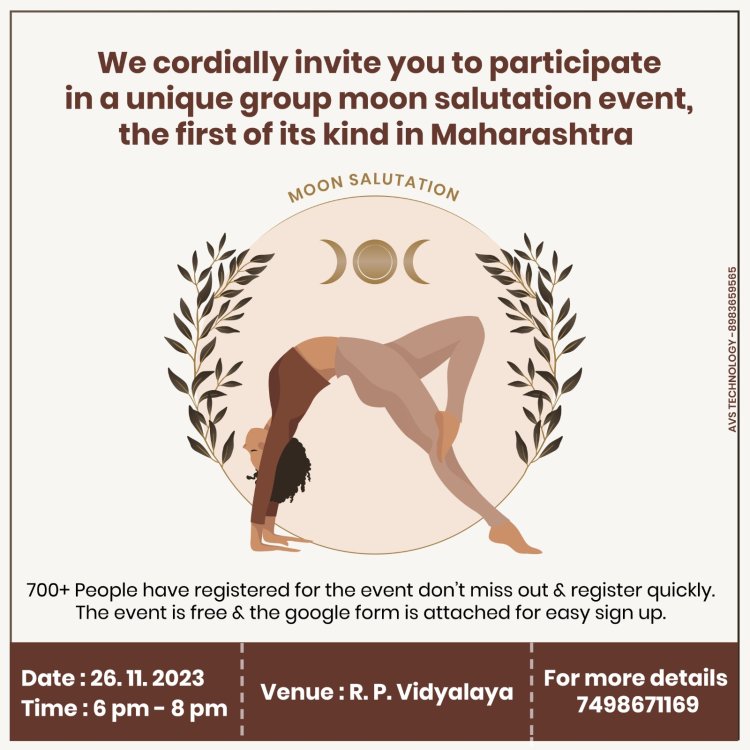 We cordially invite you to participate
in a unique group moon salutation event,
the first of its kind in Maharashtra
MOON SALUTATION
AVS TECHNOLOGY - 8983659565
700+ People have registered for the event don't miss out & register quickly.
The event is free & the google form is attached for easy sign up.
Date : 26. 11. 2023
Time : 6 pm - 8 pm
Venue : R. P. Vidyalaya
For more details
7498671169